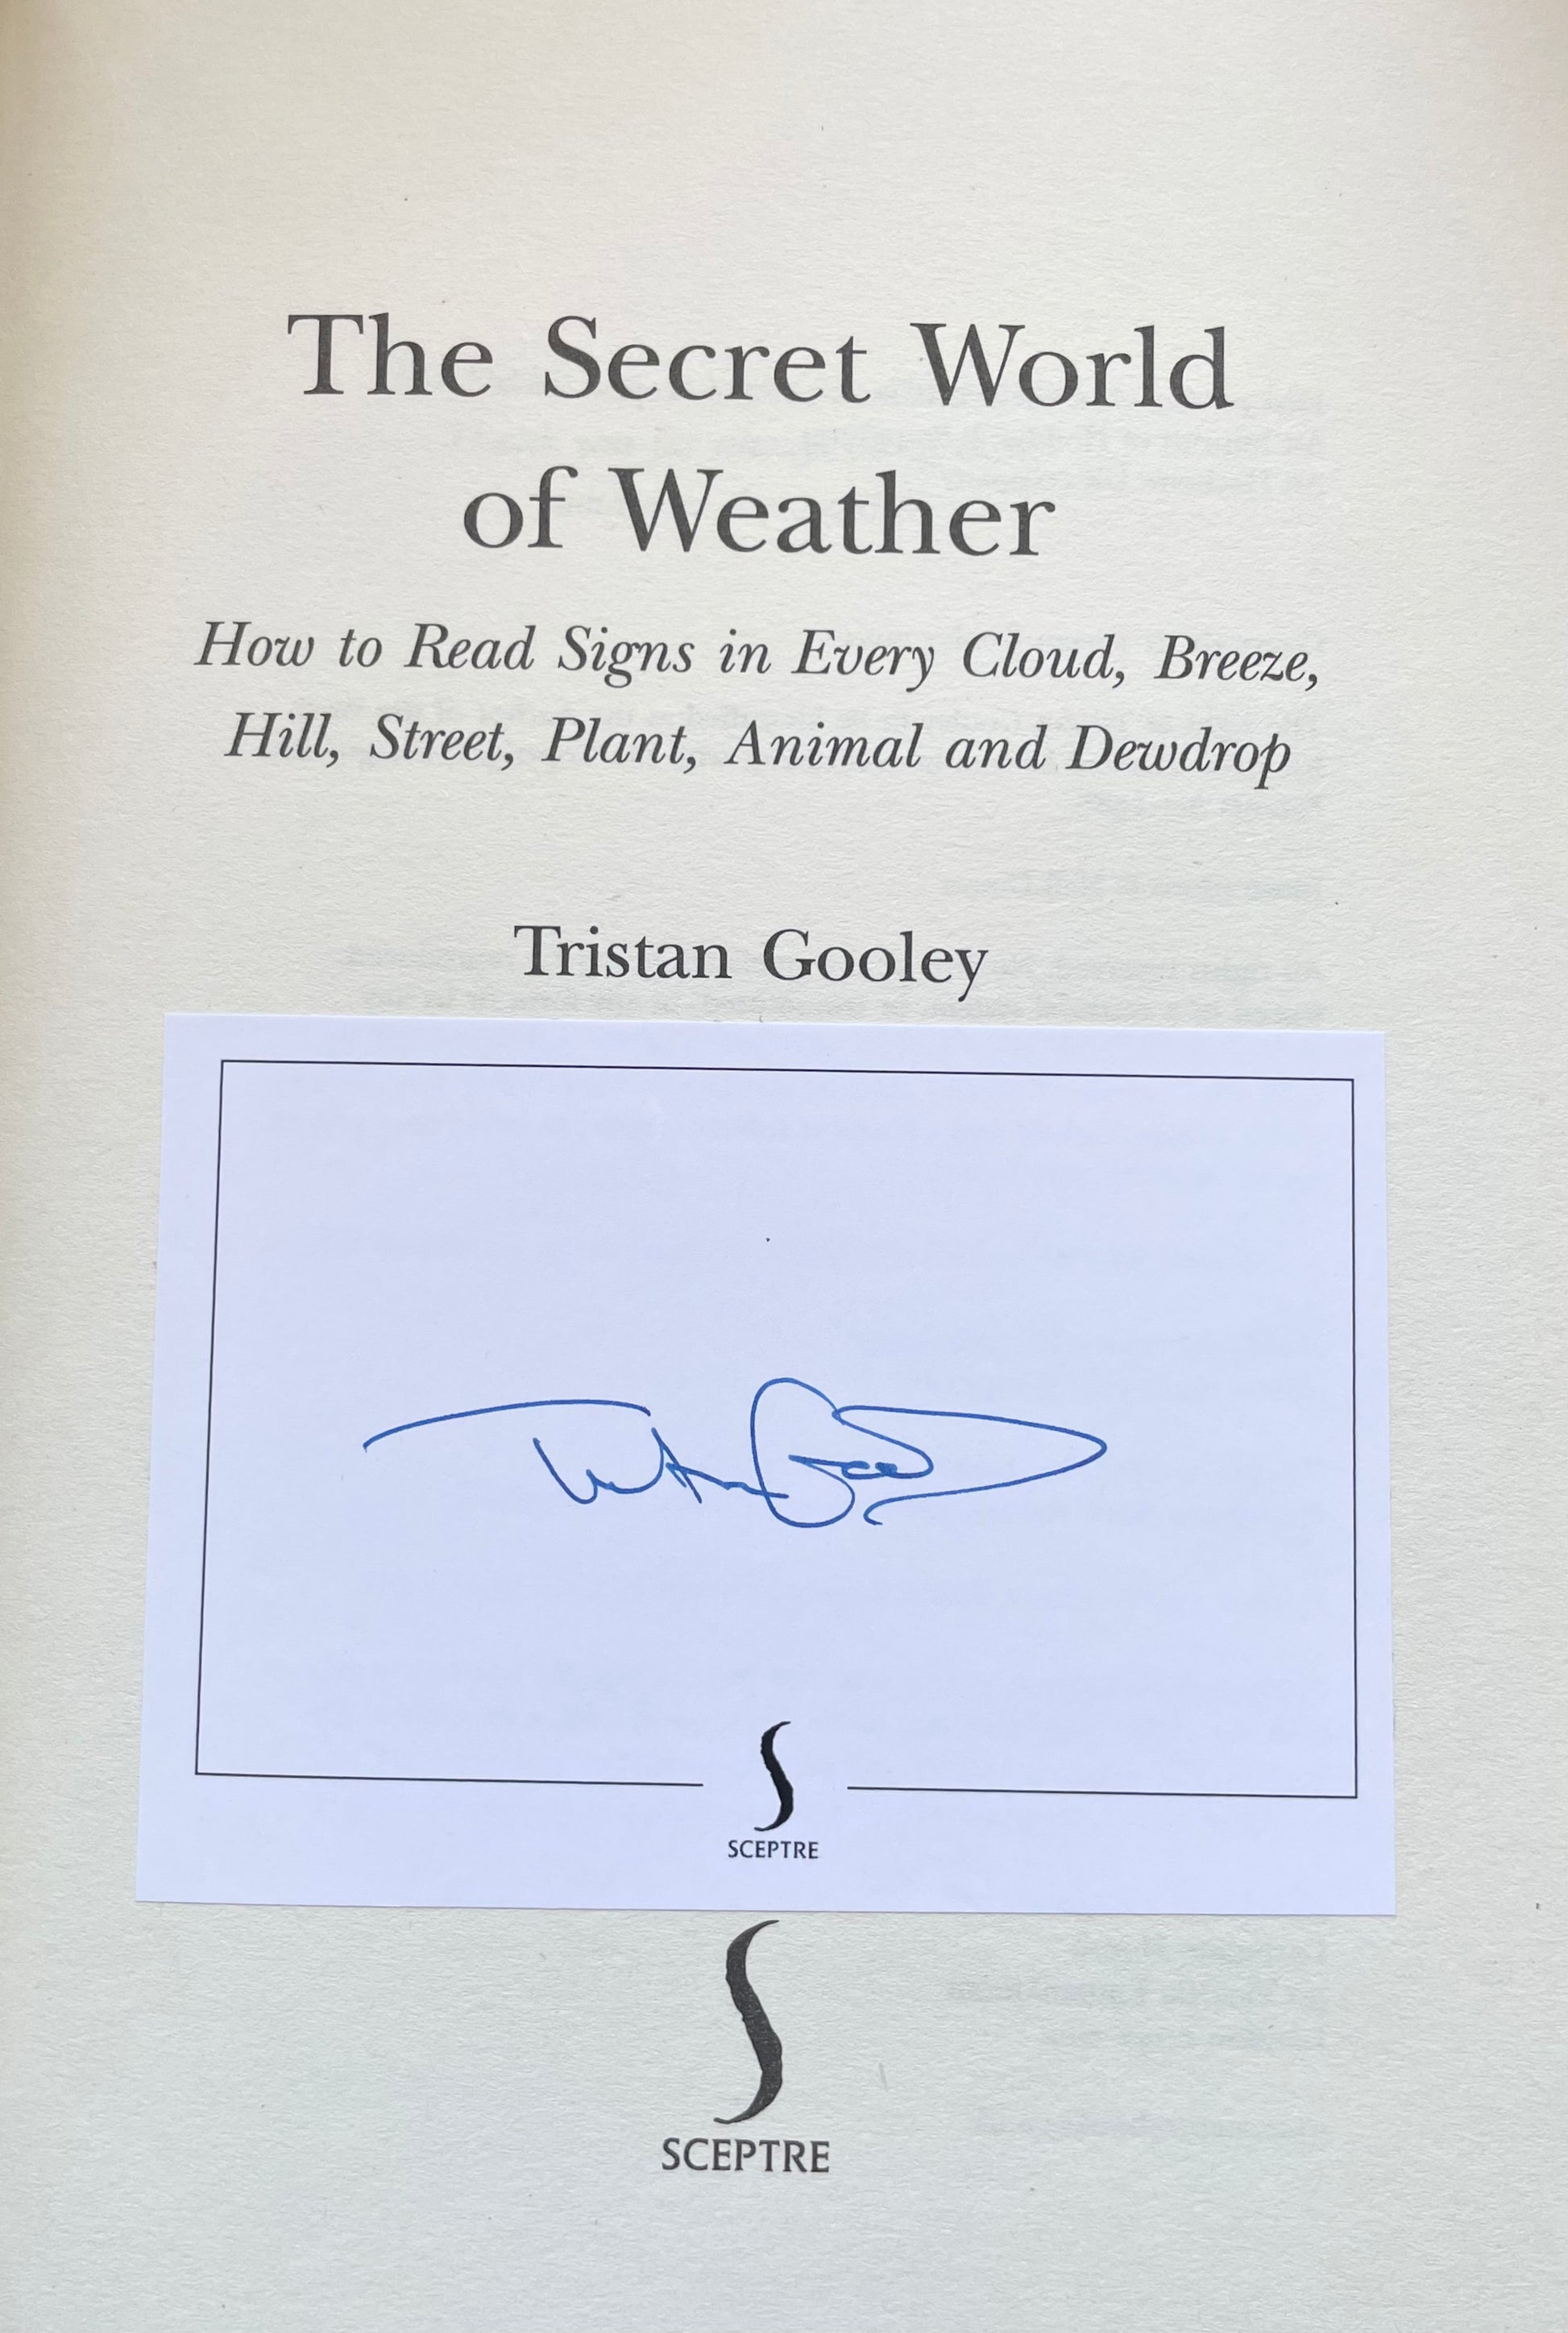 The Secret World
of Weather
How to Read Signs in Every Cloud, Breeze,
Hill, Street, Plant, Animal and Dewdrop
Tristan Gooley
SCEPTRE
SCEPTRE